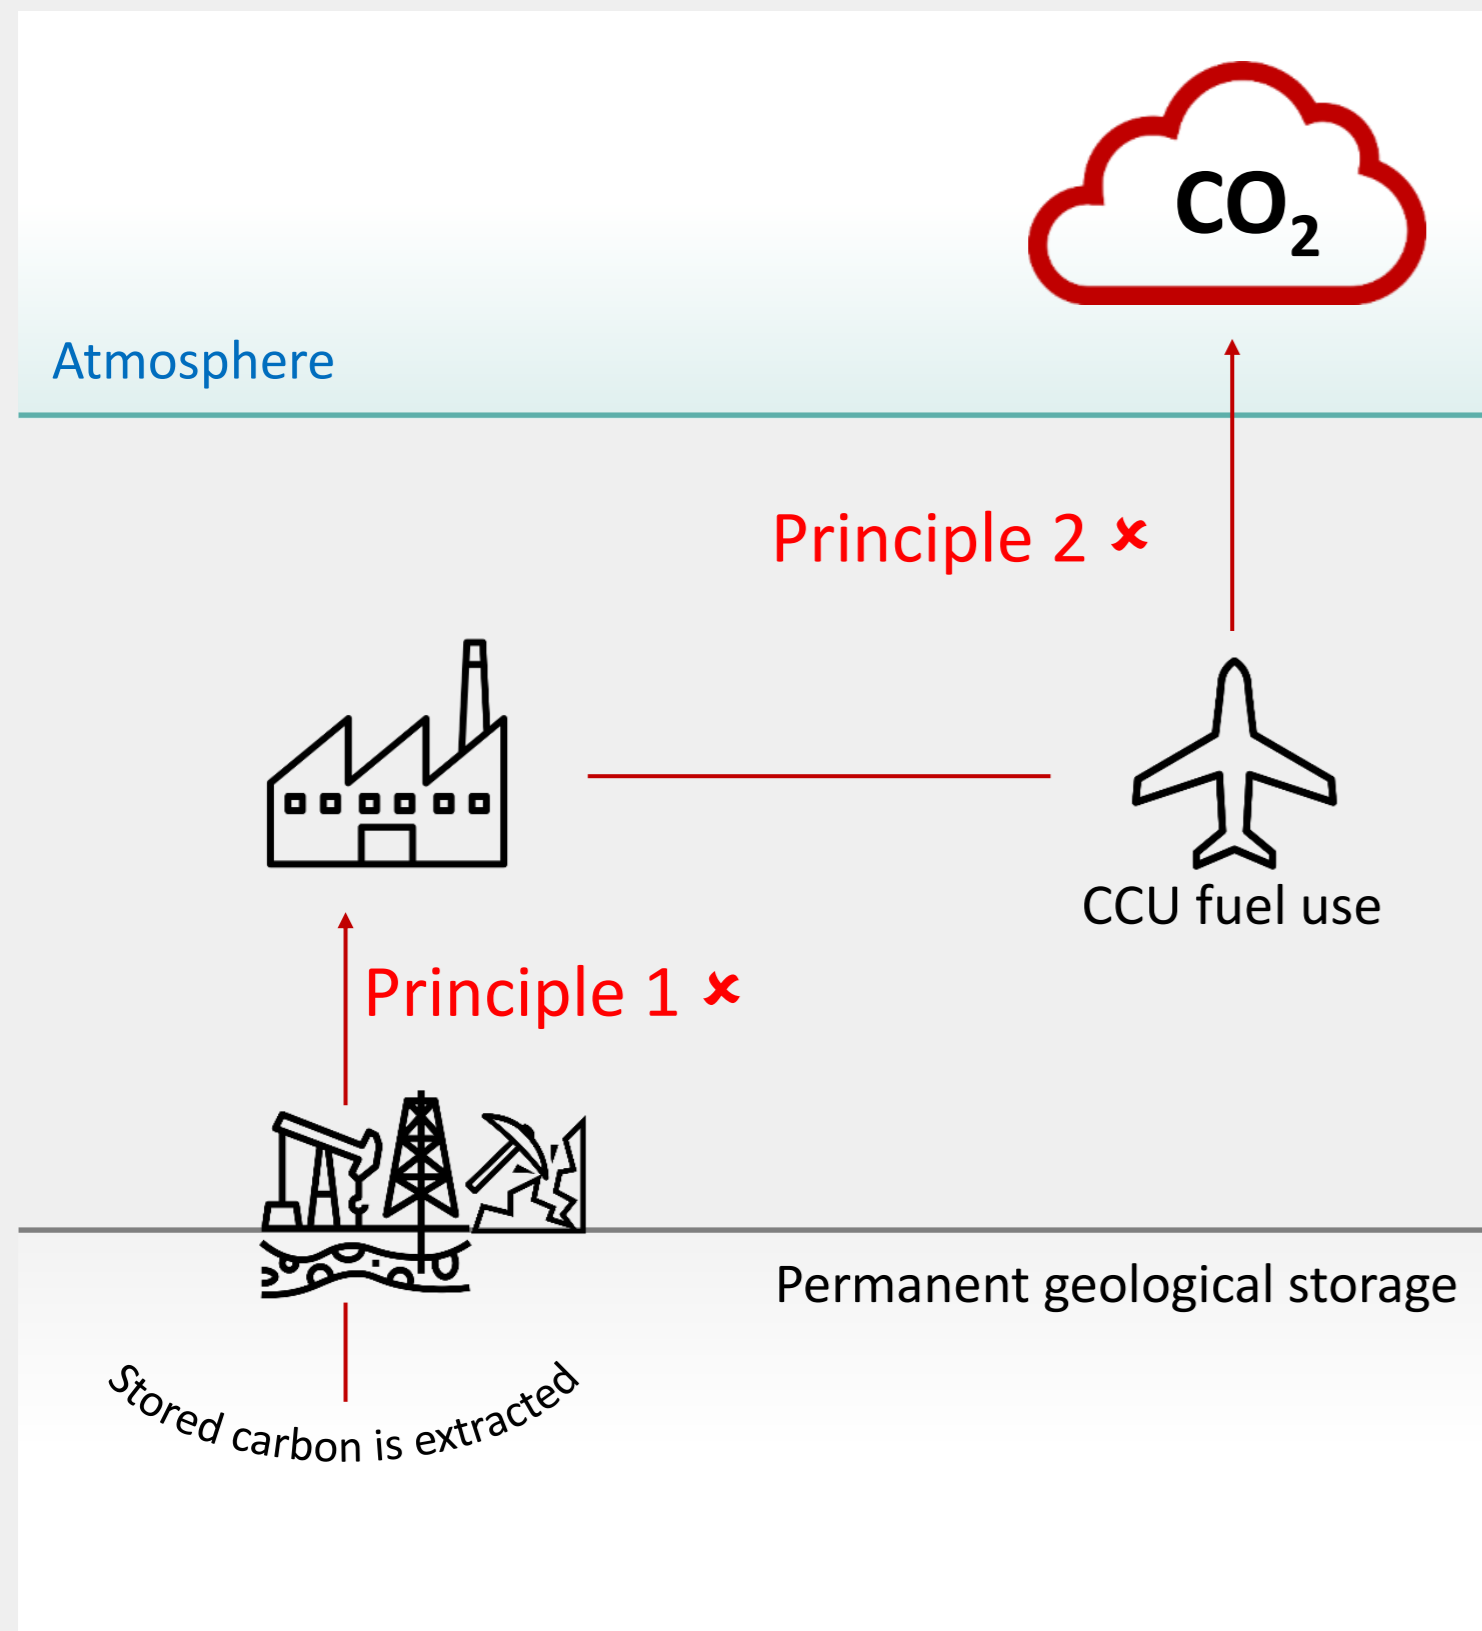 CO₂
Atmosphere
Principle 2 ✘
CCU fuel use
Principle 1 ✘
Permanent geological storage
Stored carbon is extracted